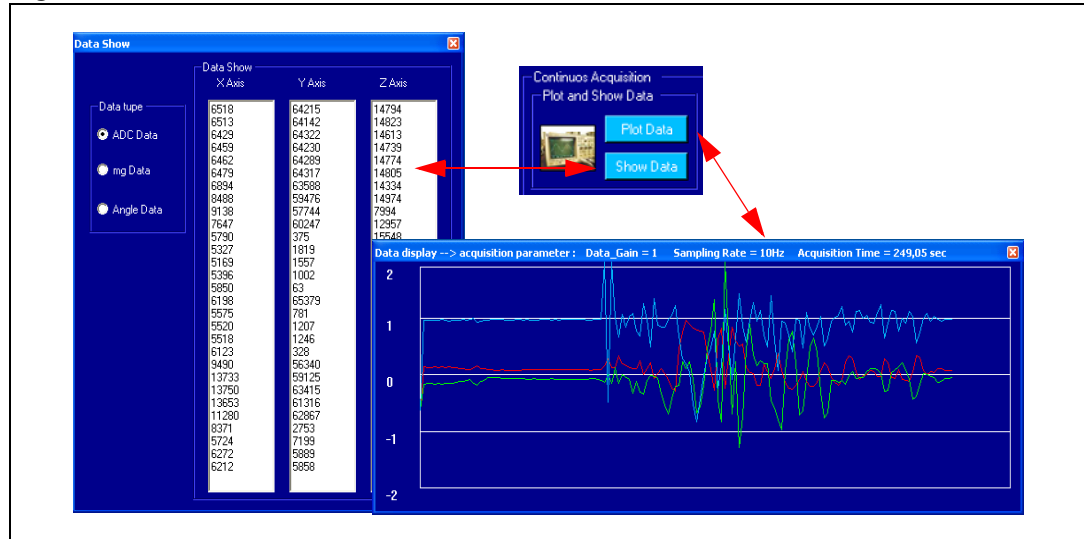 Data Show
Data Show
X Axis Y Axis Z Axis
Data type
ADC Data
mg Data
Angle Data
6518 64215 14794
6513 64142 14823
6429 64322 14613
6459 64230 14739
6462 64289 14774
6479 64317 14805
6894 63588 14334
8488 59476 14974
9138 57744 7994
7647 60247 12957
5790 375 15548
5327 1819
5169 1557
5396 1002
5850 63
6198 65379
5575 781
5520 1207
5518 1246
6123 328
9490 56340
13733 59125
13750 63415
13653 61316
11280 62867
8371 2753
5724 7199
6272 5889
6212 5858
Continuos Acquisition
Plot and Show Data
Plot Data
Show Data
Data display --> acquisition parameter : Data_Gain = 1 Sampling Rate = 10Hz Acquisition Time = 249,05 sec
2
1
0
-1
-2